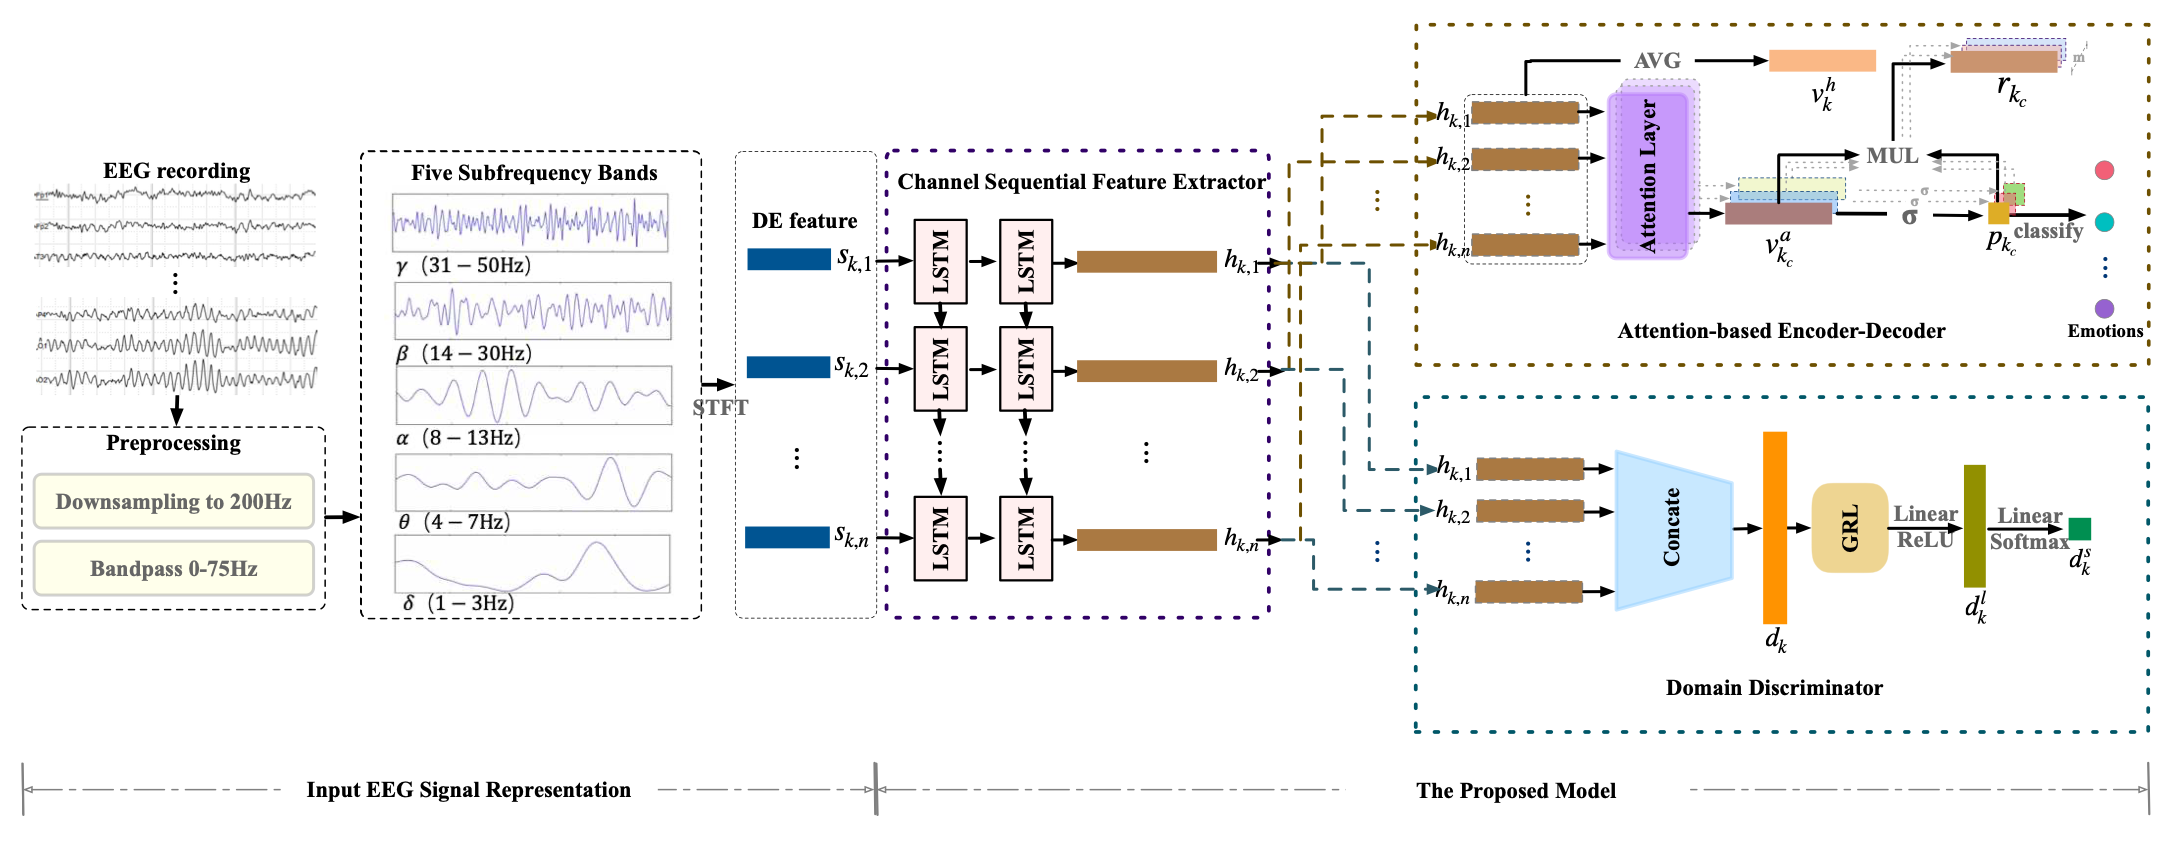 EEG recording
Preprocessing
Downsampling to 200Hz
Bandpass 0-75Hz
Five Subfrequency Bands
γ (31 – 50Hz)
β (14 – 30Hz)
α (8 – 13Hz)
θ (4 – 7Hz)
δ (1 – 3Hz)
STFT
DE feature
s_{k,1}
s_{k,2}
s_{k,n}
Channel Sequential Feature Extractor
LSTM LSTM
LSTM LSTM
LSTM LSTM
h_{k,1}
h_{k,2}
h_{k,n}
h_{k,1}
h_{k,2}
h_{k,n}
AVG
v_k^h
r_{k_c}
m
Attention Layer
MUL
v_{k_c}^a
σ
σ
σ
p_{k_c}
classify
Emotions
Attention-based Encoder-Decoder
h_{k,1}
h_{k,2}
h_{k,n}
Concate
d_k
GRL
Linear
ReLU
d_k^l
Linear
Softmax
d_k^s
Domain Discriminator
Input EEG Signal Representation
The Proposed Model